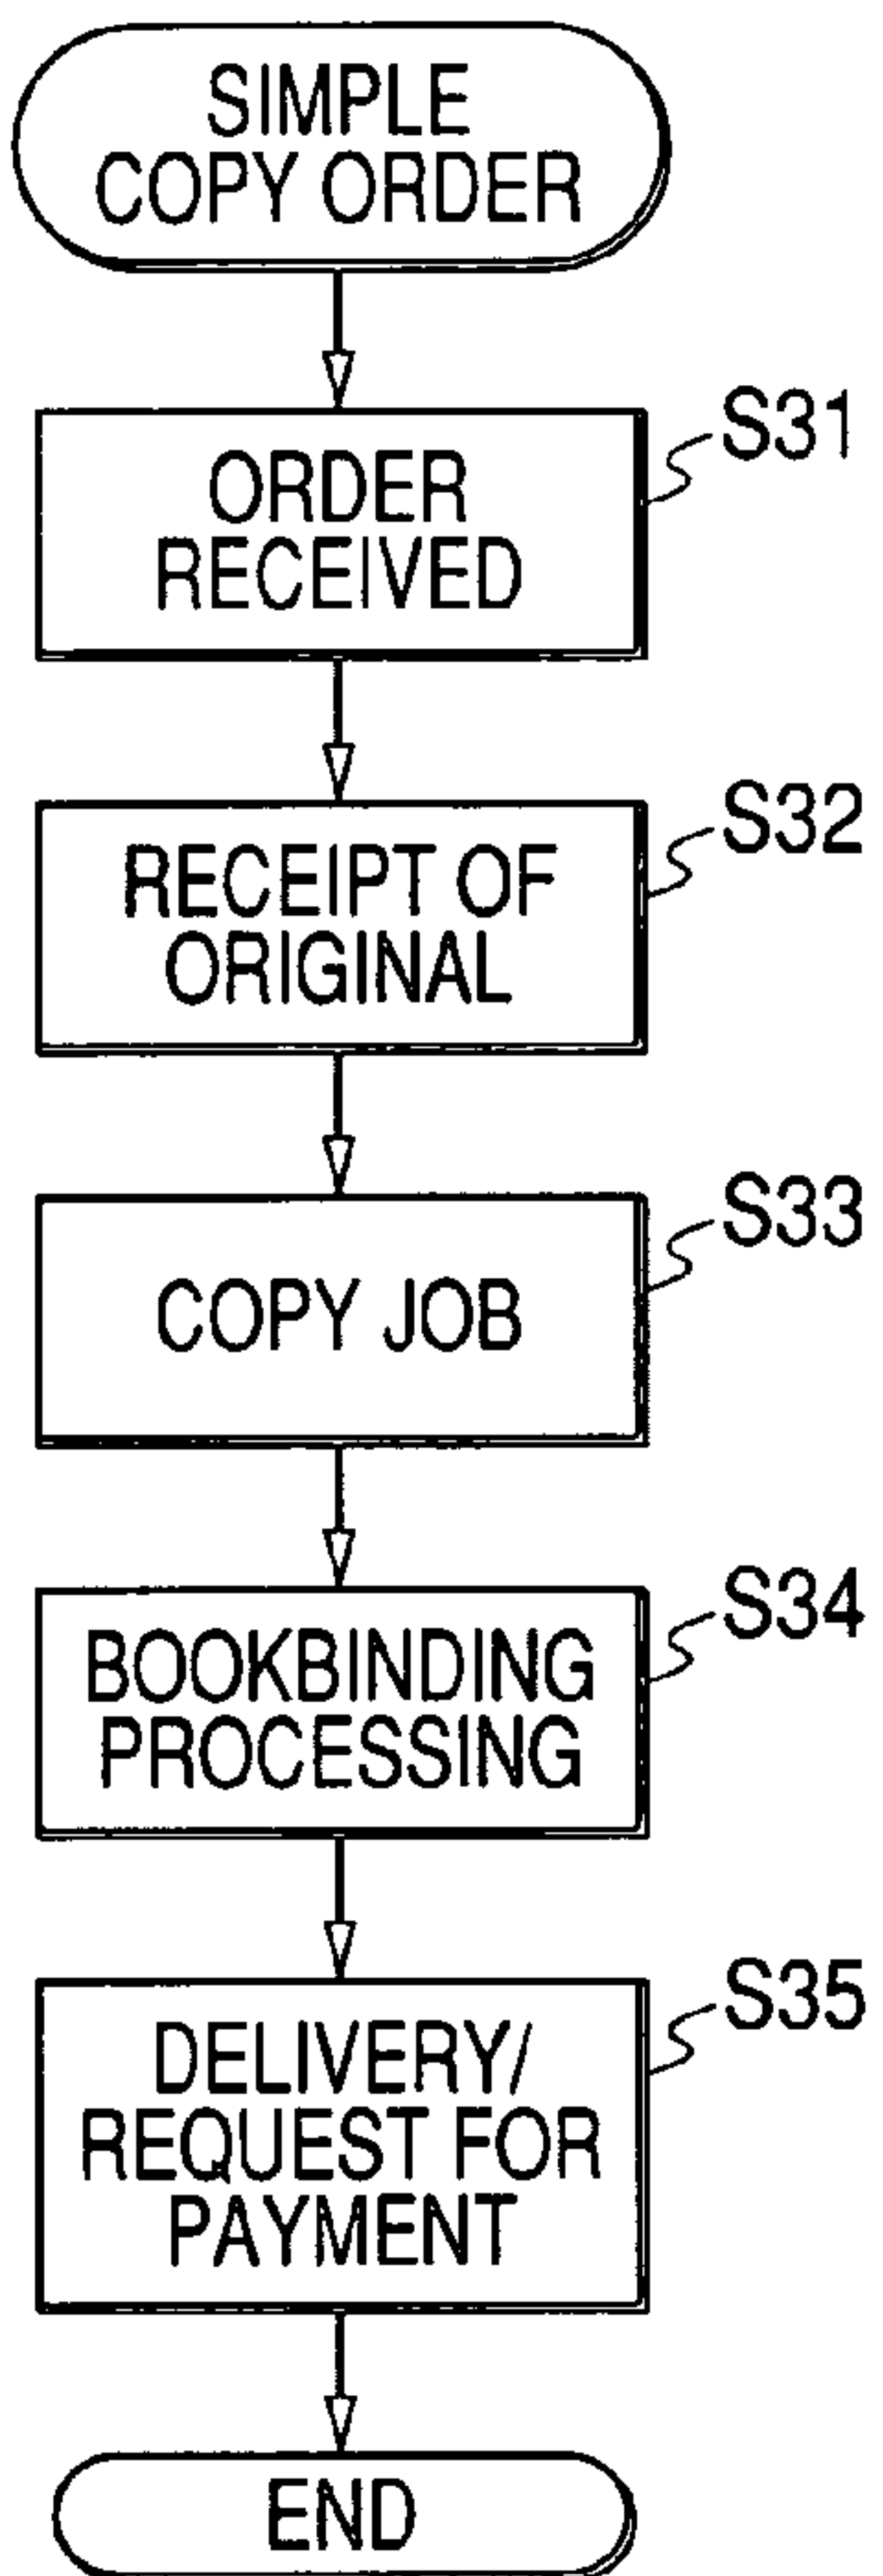 SIMPLE
COPY ORDER
S31
ORDER
RECEIVED
S32
RECEIPT OF
ORIGINAL
S33
COPY JOB
S34
BOOKBINDING
PROCESSING
S35
DELIVERY/
REQUEST FOR
PAYMENT
END